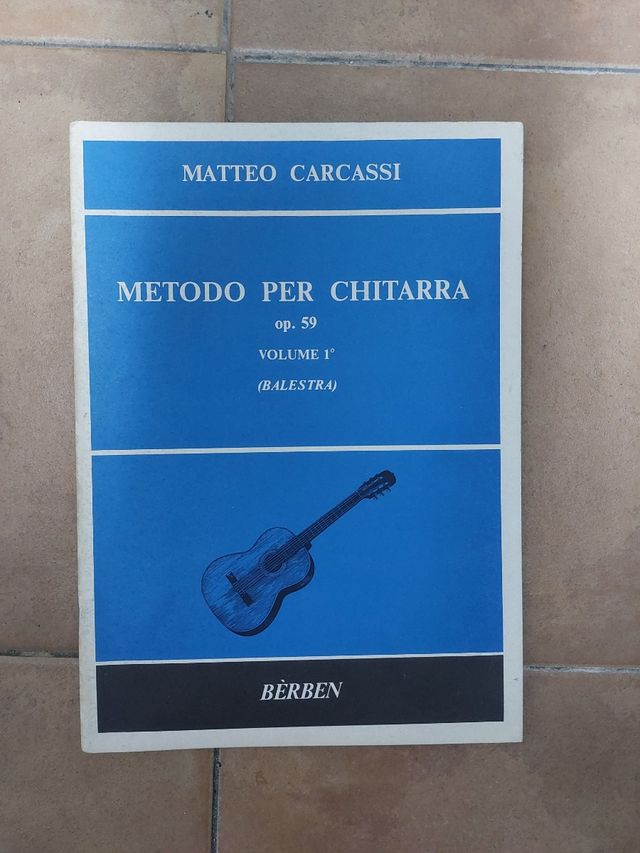 MATTEO CARCASSI
METODO PER CHITARRA
op. 59
VOLUME 1°
(BALESTRA)
BÈRBEN